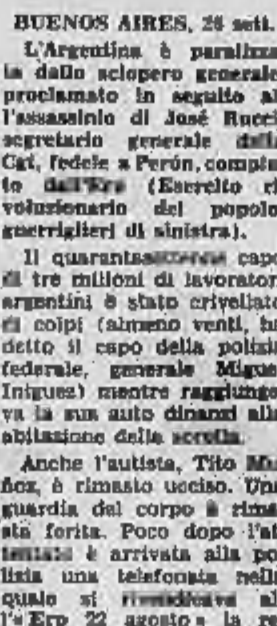 BUENOS AIRES, 26 sett.
L'Argentina è paralizza
ta dallo sciopero generale
proclamato in seguito al
l'assassinio di José Rucci
segretario generale della
Cgt, fedele a Perón, compiu
to dall'Erp (Esercito ri
voluzionario del popolo
guerriglieri di sinistra).
Il capo
di tre milioni di lavorator
argentini è stato crivellato
di colpi (almeno venti, ha
detto il capo della polizia
federale, generale Miguel
Iniguez) mentre raggiunge
va la sua auto dinanzi alla
abitazione della sorella.
Anche l'autista, Tito Mu
ñoz, è rimasto ucciso. Una
guardia del corpo è rima
sta ferita. Poco dopo l'at
tentato è arrivata alla po
lizia una telefonata nella
quale si rivendicava al
l'«Erp 22 agosto» la re